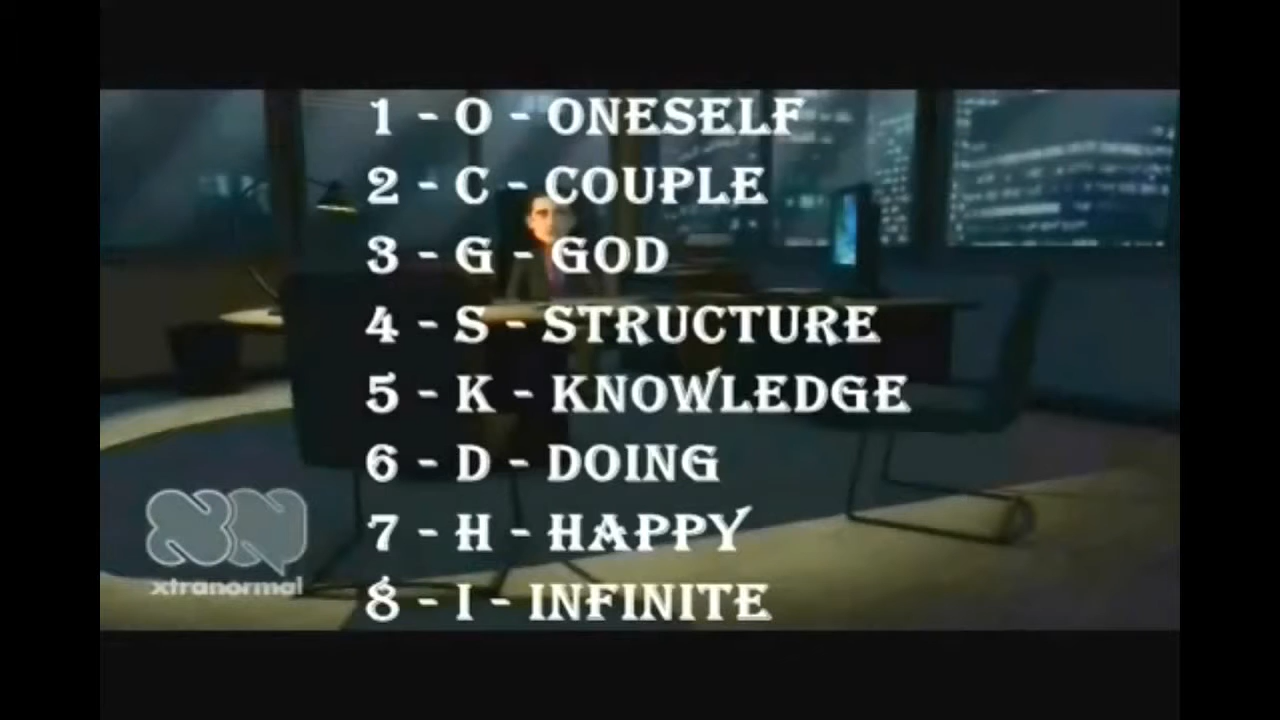 1 - O - ONESELF
2 - C - COUPLE
3 - G - GOD
4 - S - STRUCTURE
5 - K - KNOWLEDGE
6 - D - DOING
7 - H - HAPPY
8 - I - INFINITE
xtranormal